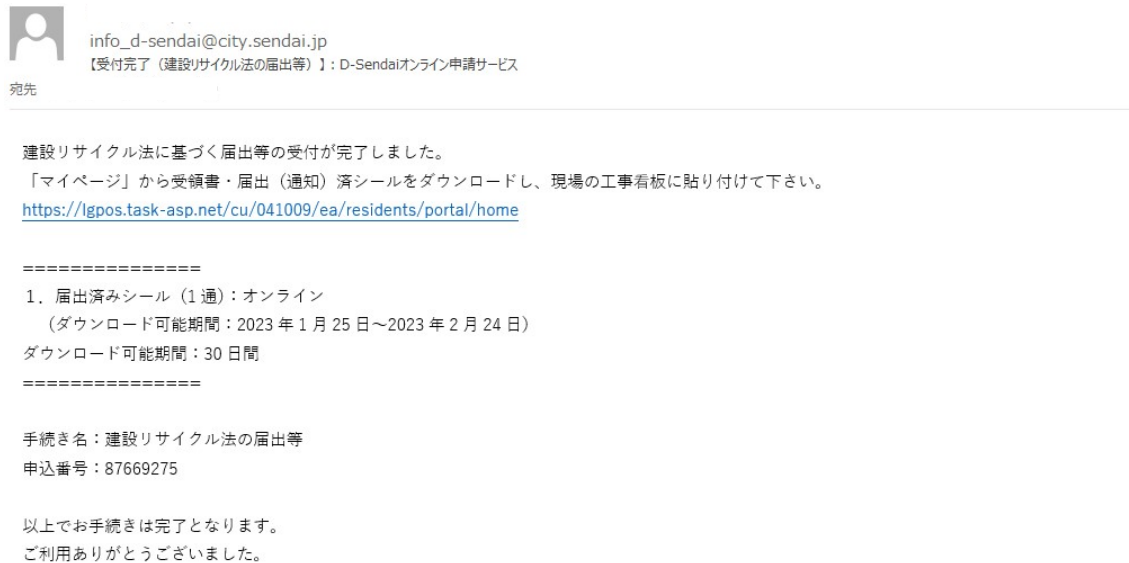 info_d-sendai@city.sendai.jp
【受付完了（建設リサイクル法の届出等）】：D-Sendaiオンライン申請サービス
宛先
建設リサイクル法に基づく届出等の受付が完了しました。
「マイページ」から受領書・届出（通知）済シールをダウンロードし、現場の工事看板に貼り付けて下さい。
https://lgpos.task-asp.net/cu/041009/ea/residents/portal/home
===============
１．届出済みシール（1 通）：オンライン
（ダウンロード可能期間：2023 年 1 月 25 日～2023 年 2 月 24 日）
ダウンロード可能期間：30 日間
===============
手続き名：建設リサイクル法の届出等
申込番号：87669275
以上でお手続きは完了となります。
ご利用ありがとうございました。